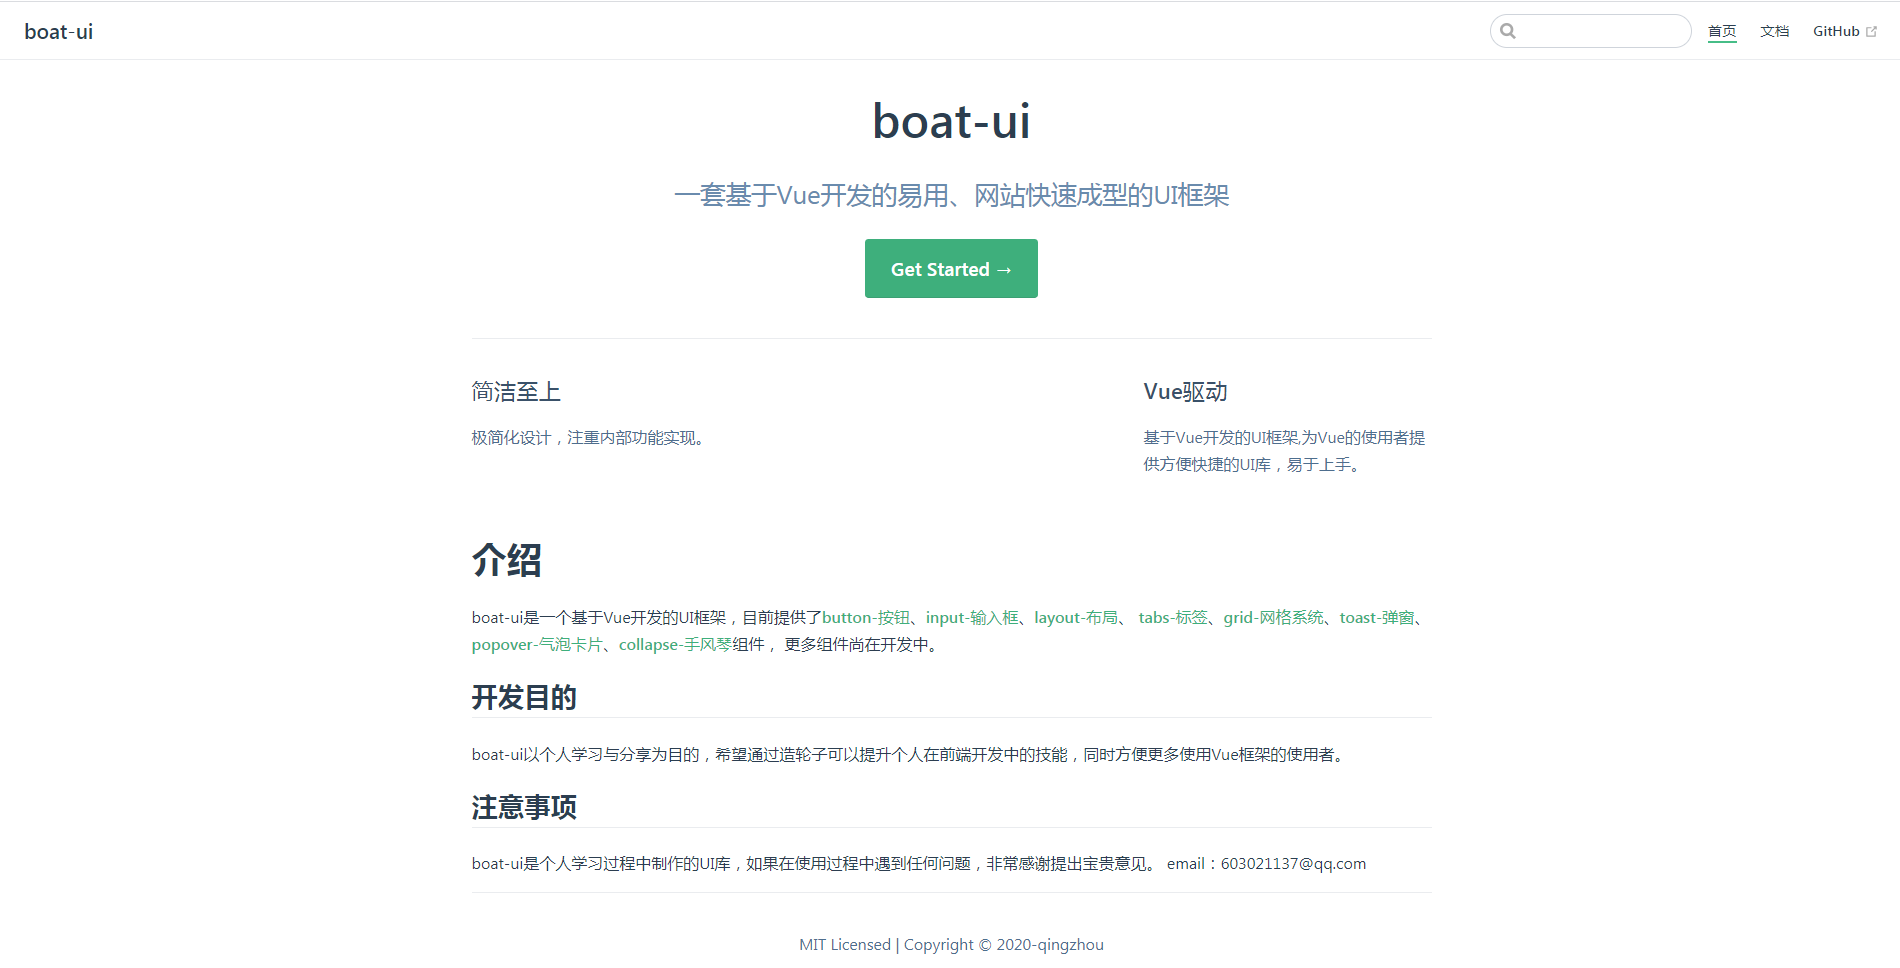 boat-ui
首页 文档 GitHub
boat-ui
一套基于Vue开发的易用、网站快速成型的UI框架
Get Started →
简洁至上
极简化设计，注重内部功能实现。
Vue驱动
基于Vue开发的UI框架,为Vue的使用者提
供方便快捷的UI库，易于上手。
介绍
boat-ui是一个基于Vue开发的UI框架，目前提供了button-按钮、input-输入框、layout-布局、 tabs-标签、grid-网格系统、toast-弹窗、
popover-气泡卡片、collapse-手风琴组件， 更多组件尚在开发中。
开发目的
boat-ui以个人学习与分享为目的，希望通过造轮子可以提升个人在前端开发中的技能，同时方便更多使用Vue框架的使用者。
注意事项
boat-ui是个人学习过程中制作的UI库，如果在使用过程中遇到任何问题，非常感谢提出宝贵意见。 email：603021137@qq.com
MIT Licensed | Copyright © 2020-qingzhou